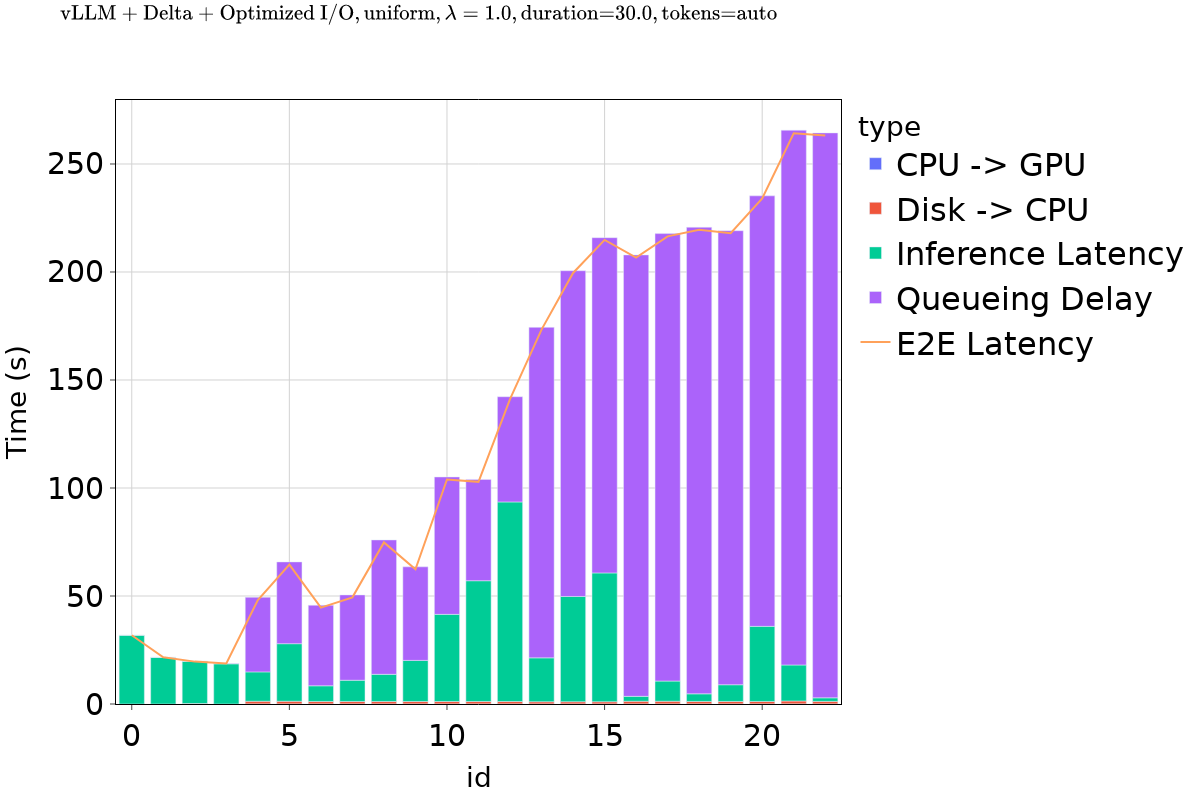 vLLM + Delta + Optimized I/O, uniform, λ = 1.0, duration=30.0, tokens=auto
type
CPU -> GPU
Disk -> CPU
Inference Latency
Queueing Delay
E2E Latency
Time (s)
250
200
150
100
50
0
0 5 10 15 20
id